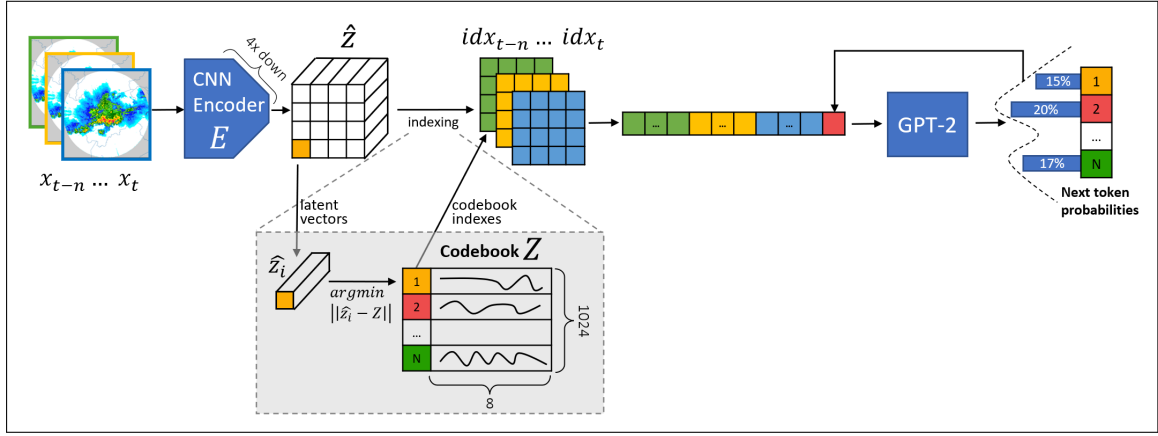 x_{t-n} ... x_t
CNN
Encoder
E
4x down
Ẑ
indexing
idx_{t-n} ... idx_t
... ... ...
GPT-2
15%
20%
17%
1
2
...
N
Next token
probabilities
latent
vectors
codebook
indexes
ẑ_i
argmin
||ẑ_i − Z||
Codebook Z
1
2
...
N
1024
8